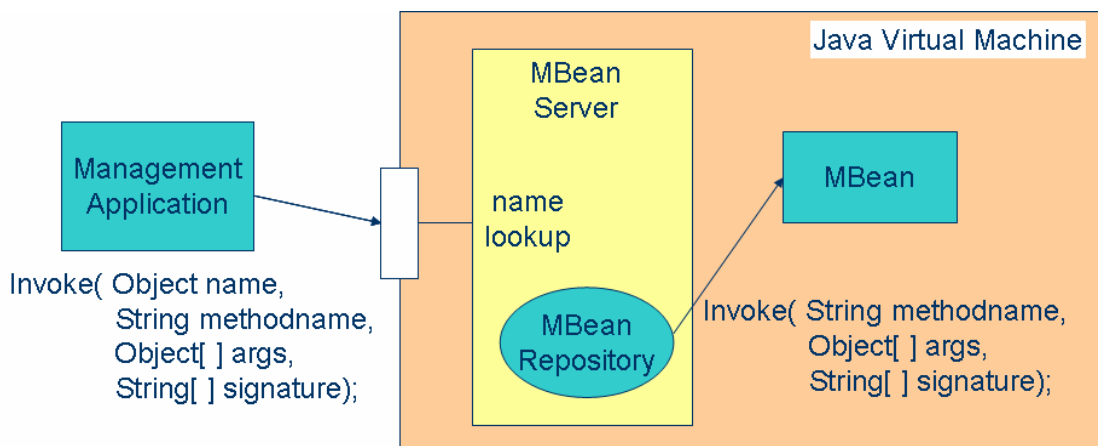 Java Virtual Machine
MBean
Server
Management
Application
MBean
name
lookup
Invoke( Object name,
String methodname,
Object[ ] args,
String[ ] signature);
MBean
Repository
Invoke( String methodname,
Object[ ] args,
String[ ] signature);